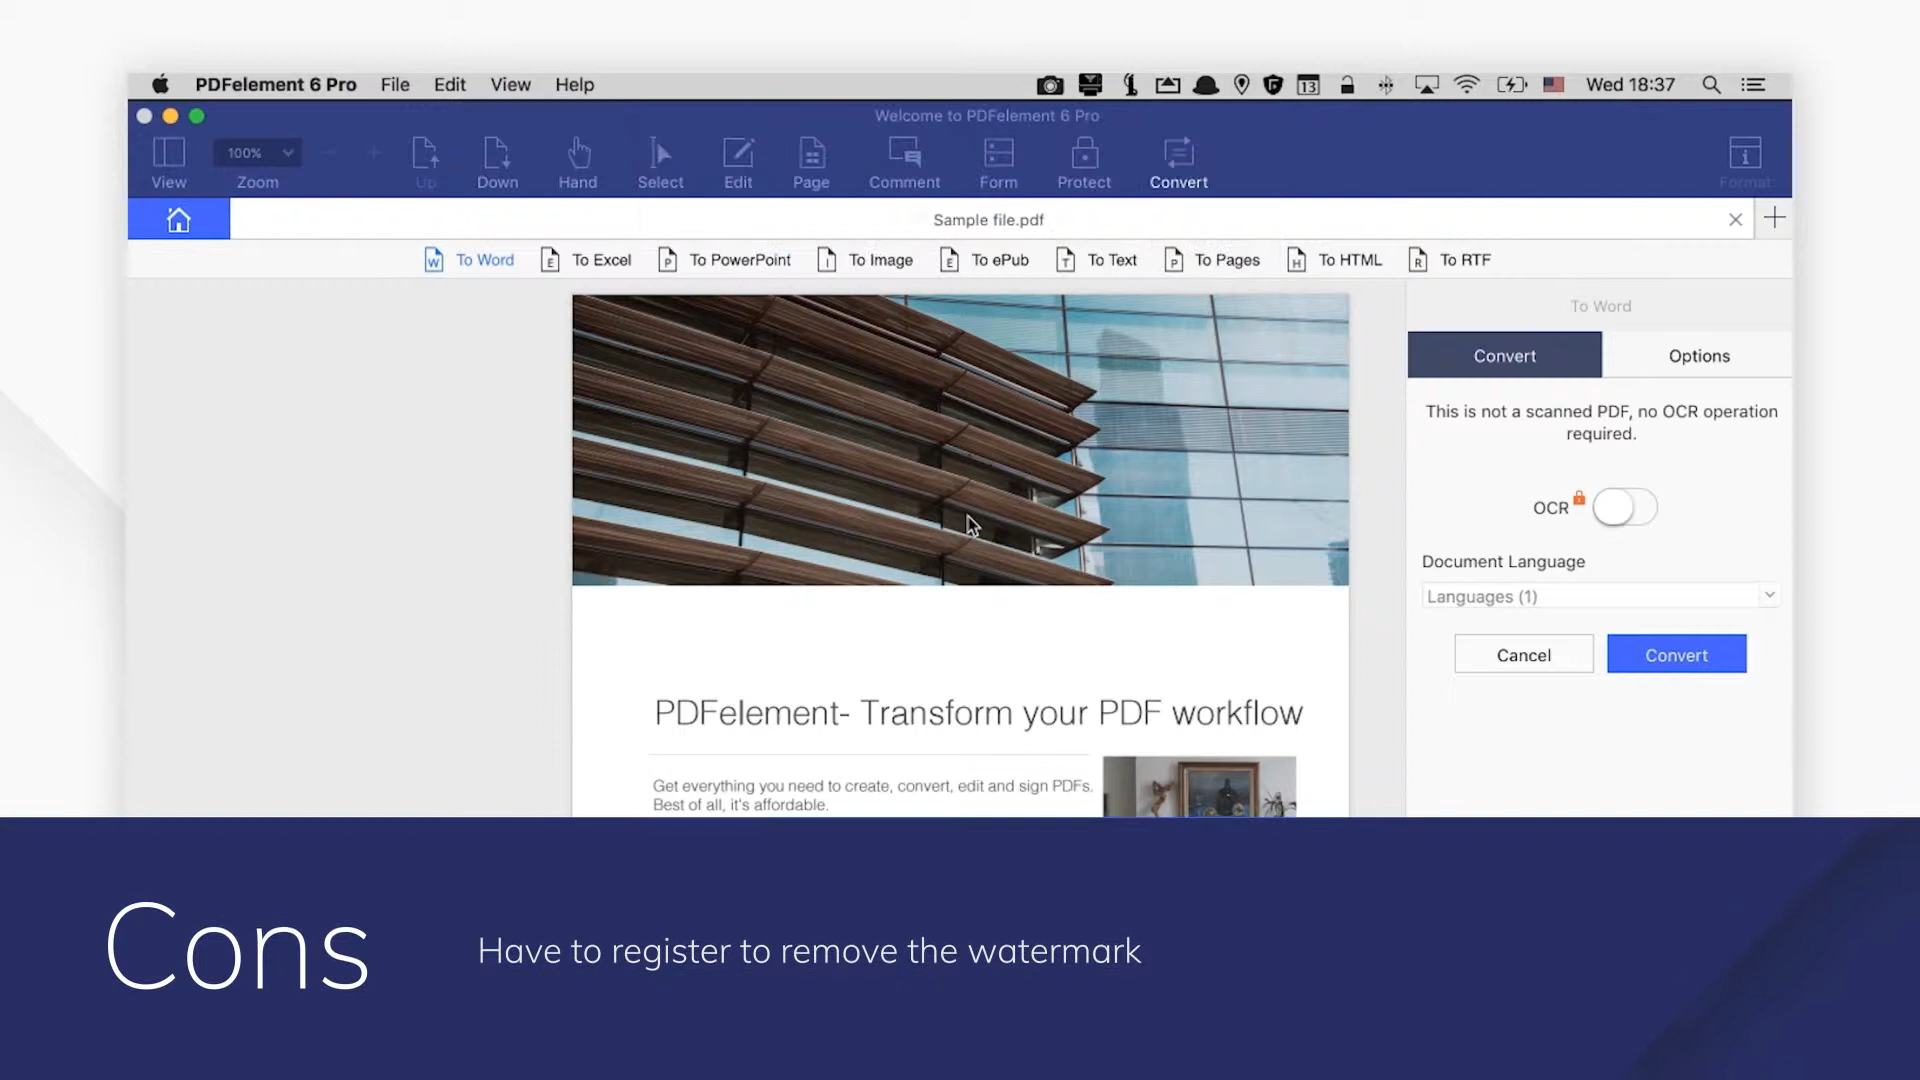 PDFelement 6 Pro File Edit View Help 13 Wed 18:37
Welcome to PDFelement 6 Pro
100%
View Zoom Up Down Hand Select Edit Page Comment Form Protect Convert Format
Sample file.pdf
W To Word E To Excel P To PowerPoint I To Image E To ePub T To Text P To Pages H To HTML R To RTF
To Word
Convert Options
This is not a scanned PDF, no OCR operation
required.
OCR
Document Language
Languages (1)
Cancel Convert
PDFelement- Transform your PDF workflow
Get everything you need to create, convert, edit and sign PDFs.
Best of all, it's affordable.
Cons Have to register to remove the watermark